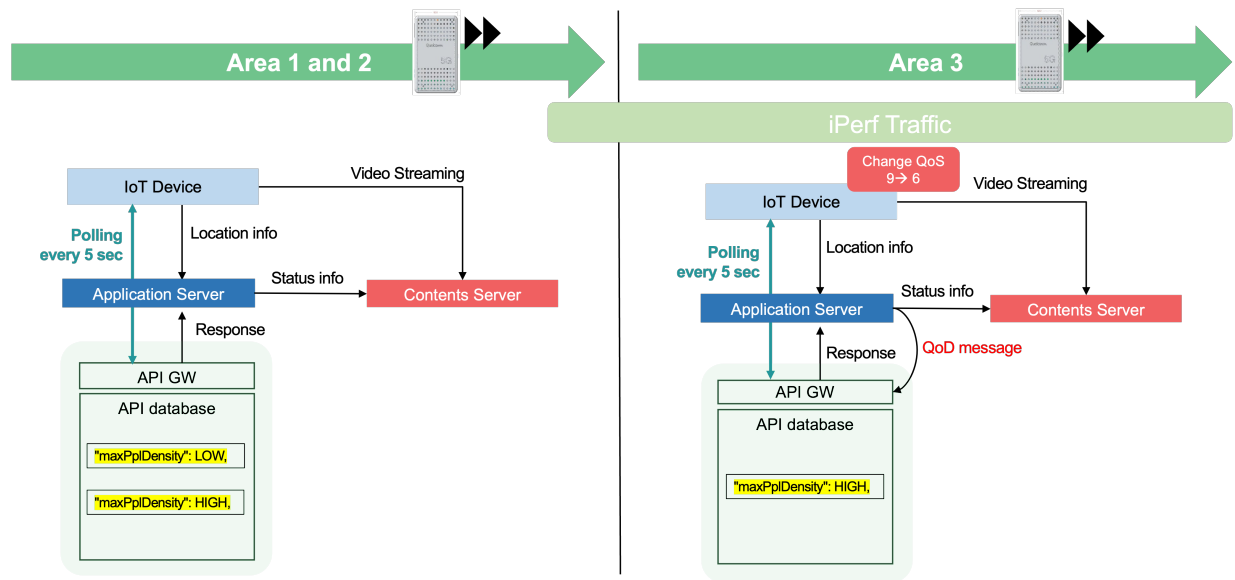 Area 1 and 2
Area 3
iPerf Traffic
IoT Device
Video Streaming
Polling
every 5 sec
Location info
Application Server
Status info
Contents Server
Response
API GW
API database
"maxPplDensity": LOW,
"maxPplDensity": HIGH,
Change QoS
9→ 6
IoT Device
Video Streaming
Polling
every 5 sec
Location info
Application Server
Status info
Contents Server
QoD message
Response
API GW
API database
"maxPplDensity": HIGH,